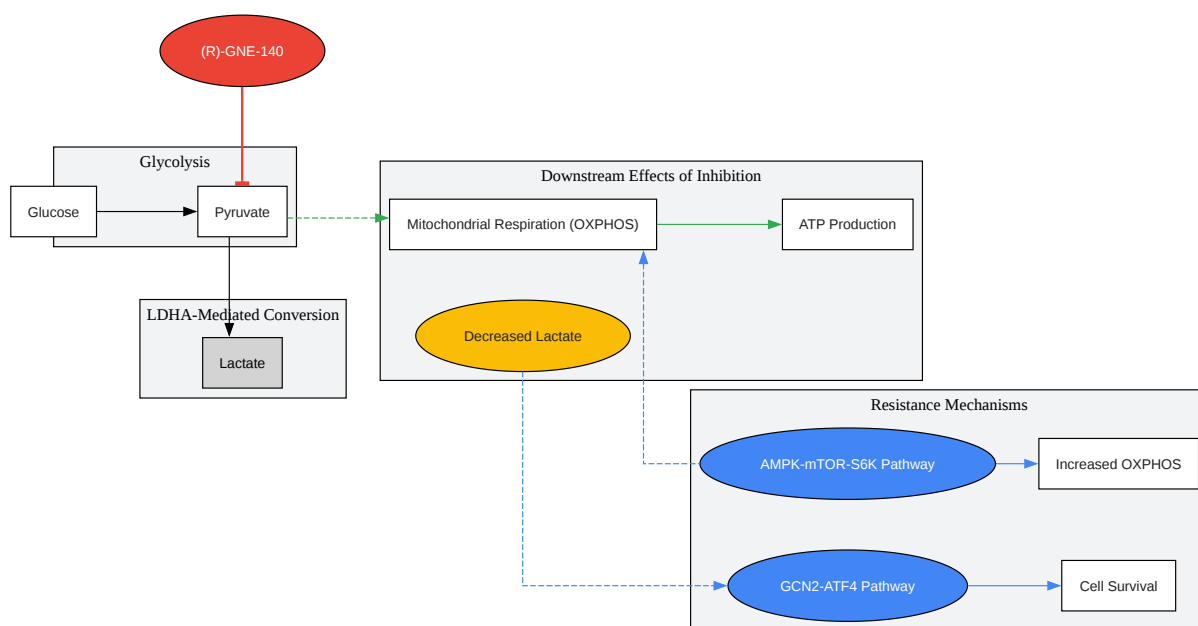 (R)-GNE-140
Glycolysis
Glucose
Pyruvate
LDHA-Mediated Conversion
Lactate
Downstream Effects of Inhibition
Mitochondrial Respiration (OXPHOS)
ATP Production
Decreased Lactate
Resistance Mechanisms
AMPK-mTOR-S6K Pathway
Increased OXPHOS
GCN2-ATF4 Pathway
Cell Survival